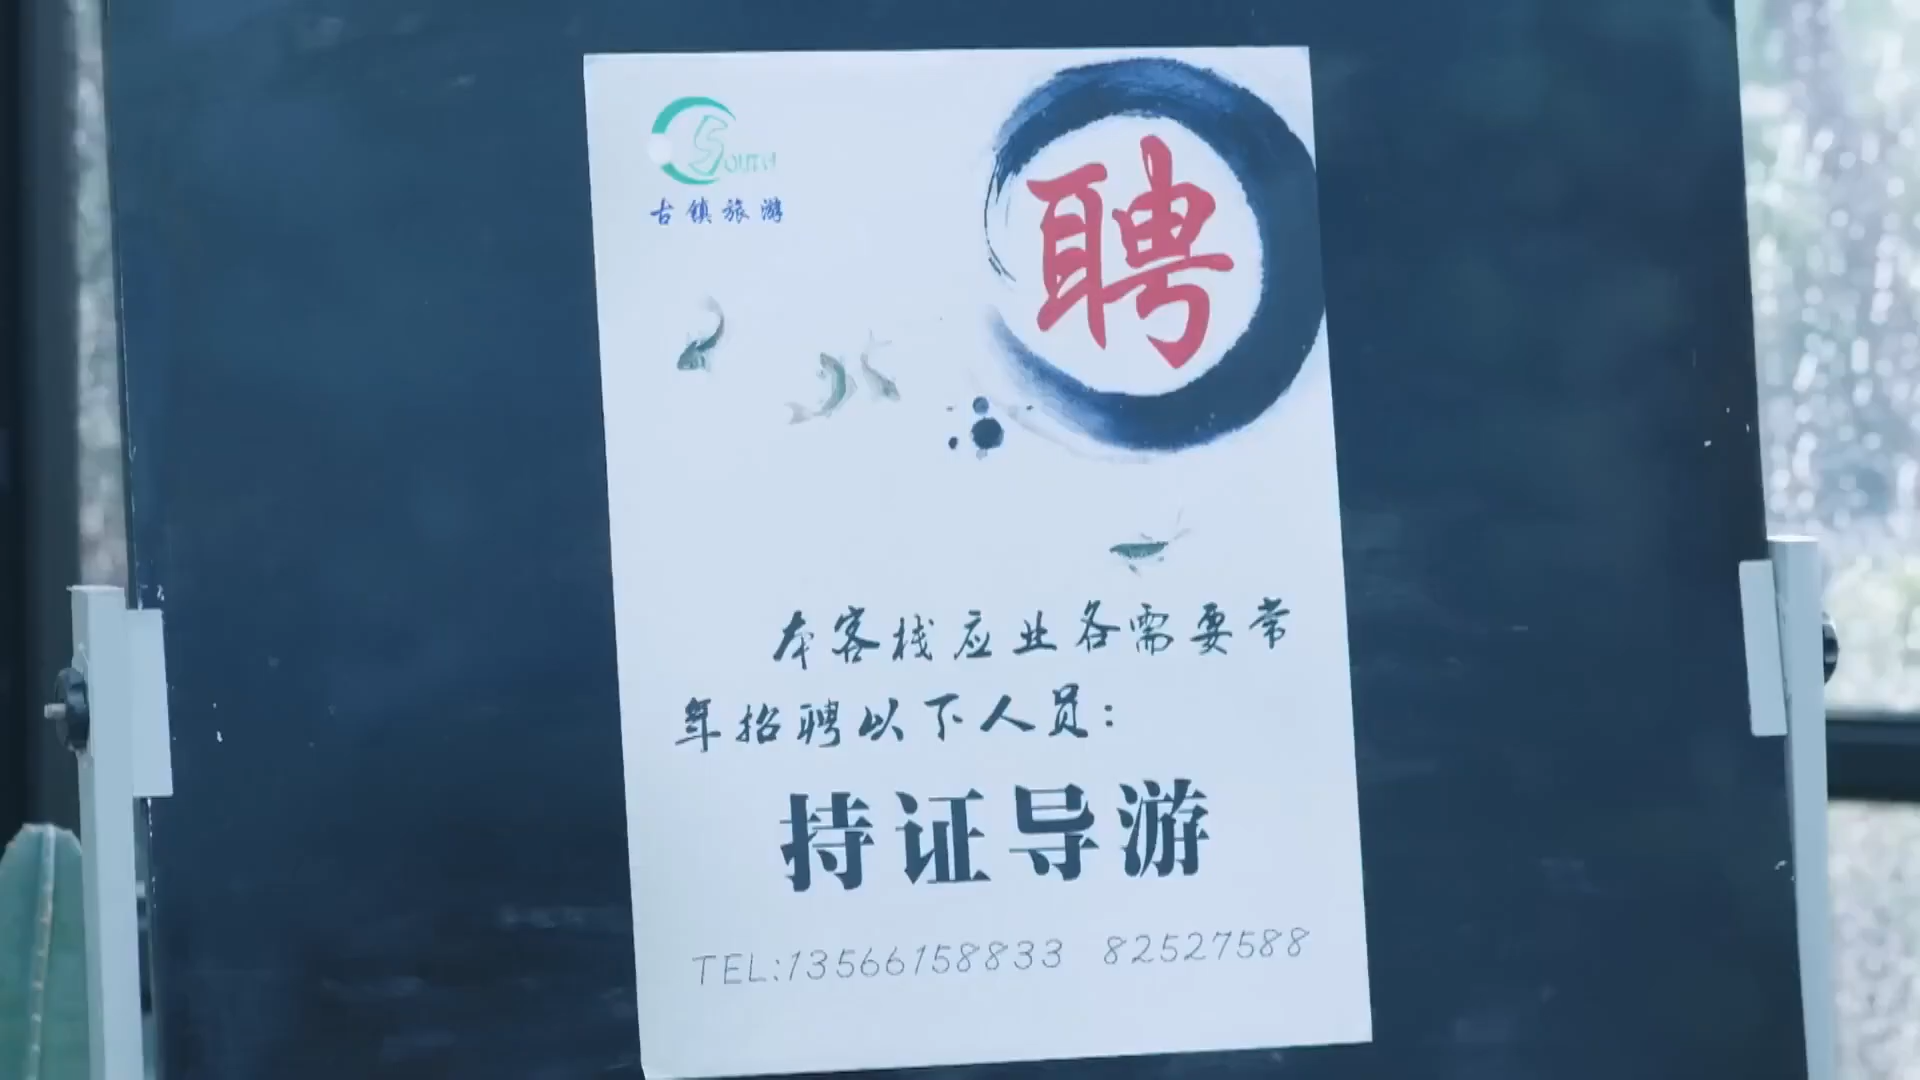 SOUTH
古镇旅游
聘
本客栈应业各需要常
年招聘以下人员：
持证导游
TEL:13566158833 82527588